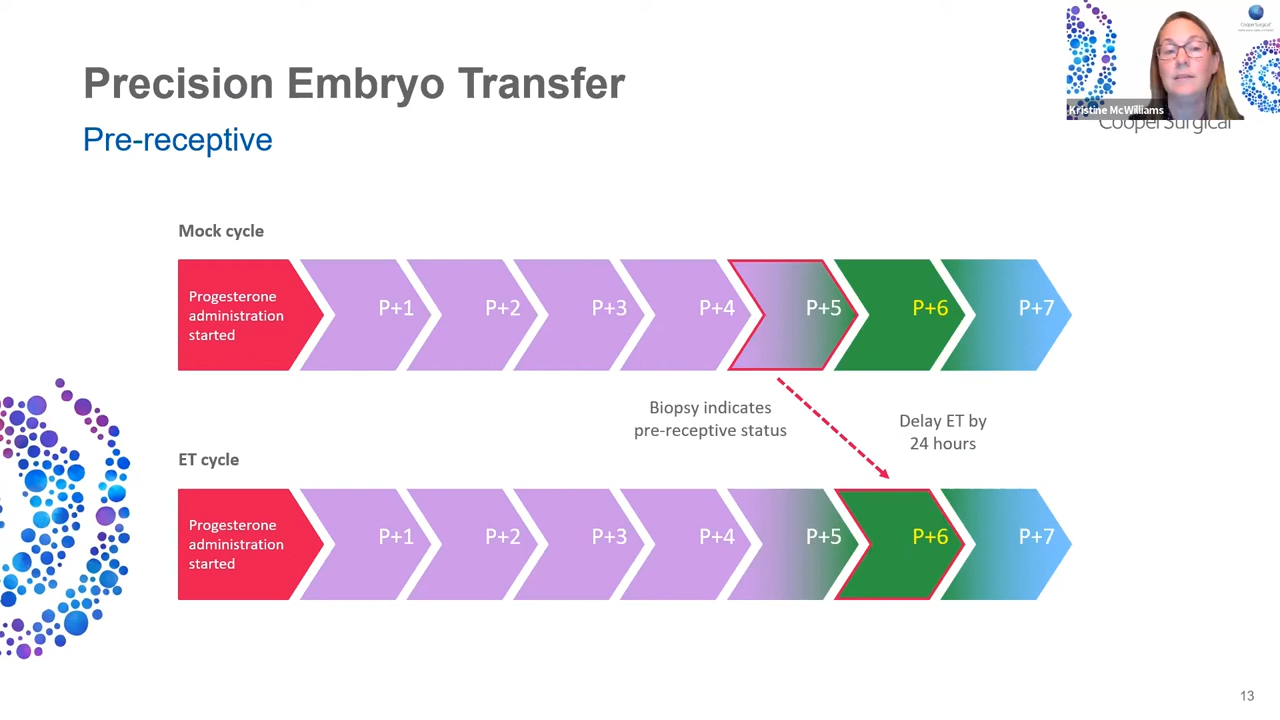 Precision Embryo Transfer
Pre-receptive
Kristine McWilliams
CooperSurgical
CooperSurgical
Mock cycle
Progesterone
administration
started
P+1
P+2
P+3
P+4
P+5
P+6
P+7
Biopsy indicates
pre-receptive status
Delay ET by
24 hours
ET cycle
Progesterone
administration
started
P+1
P+2
P+3
P+4
P+5
P+6
P+7
13